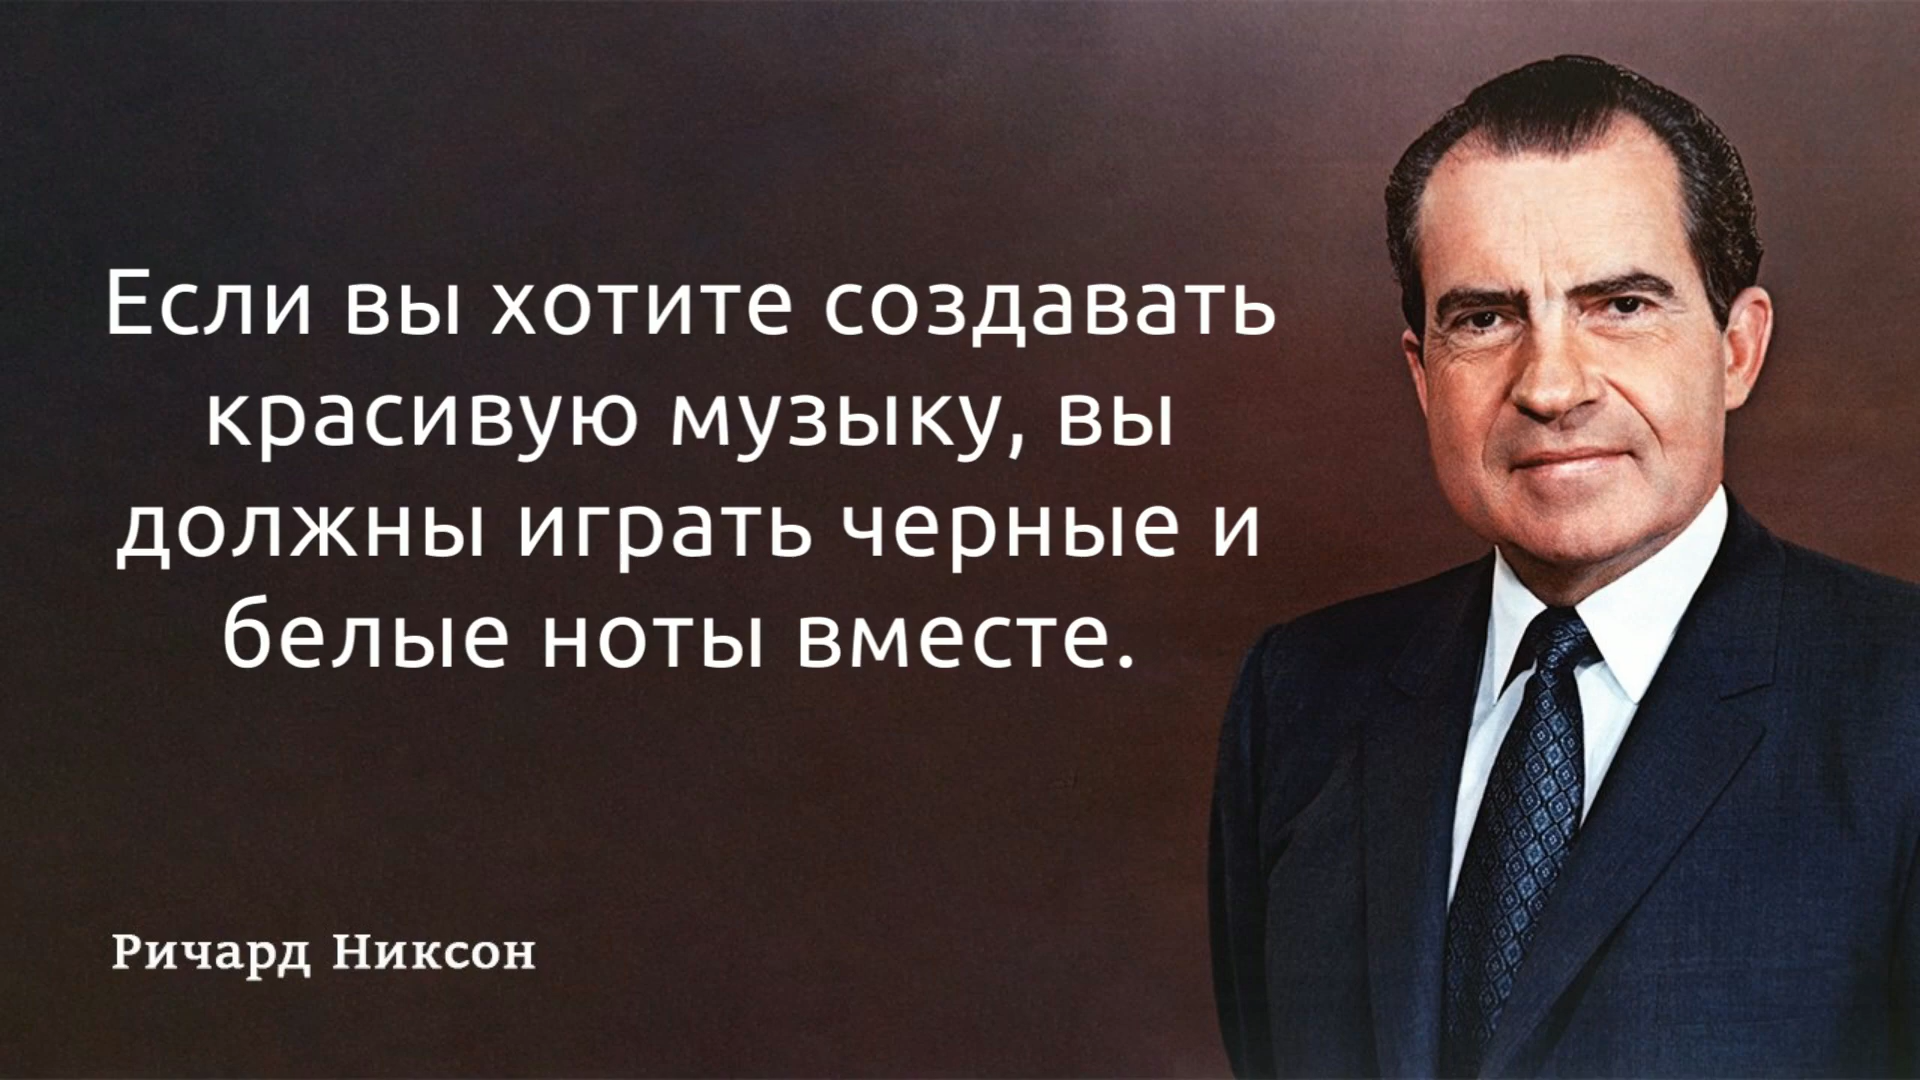 Если вы хотите создавать
красивую музыку, вы
должны играть черные и
белые ноты вместе.
Ричард Никсон